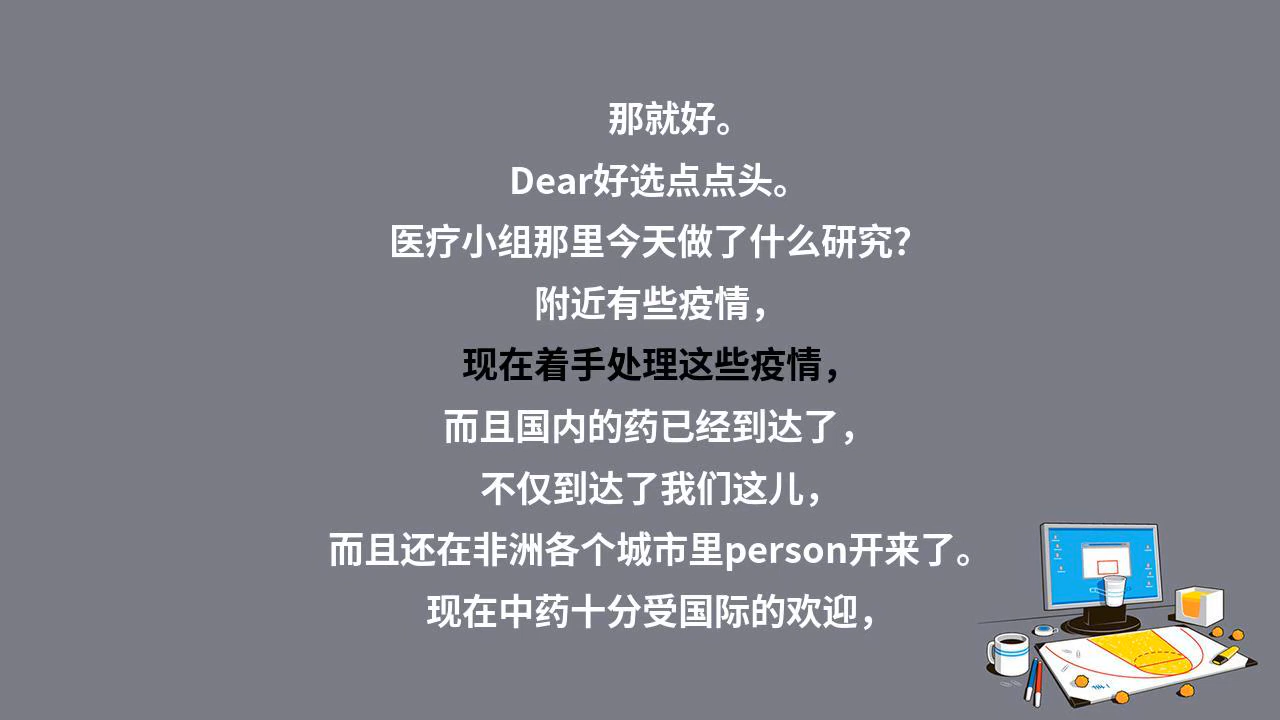 那就好。
Dear好选点点头。
医疗小组那里今天做了什么研究？
附近有些疫情，
现在着手处理这些疫情，
而且国内的药已经到达了，
不仅到达了我们这儿，
而且还在非洲各个城市里person开来了。
现在中药十分受国际的欢迎，